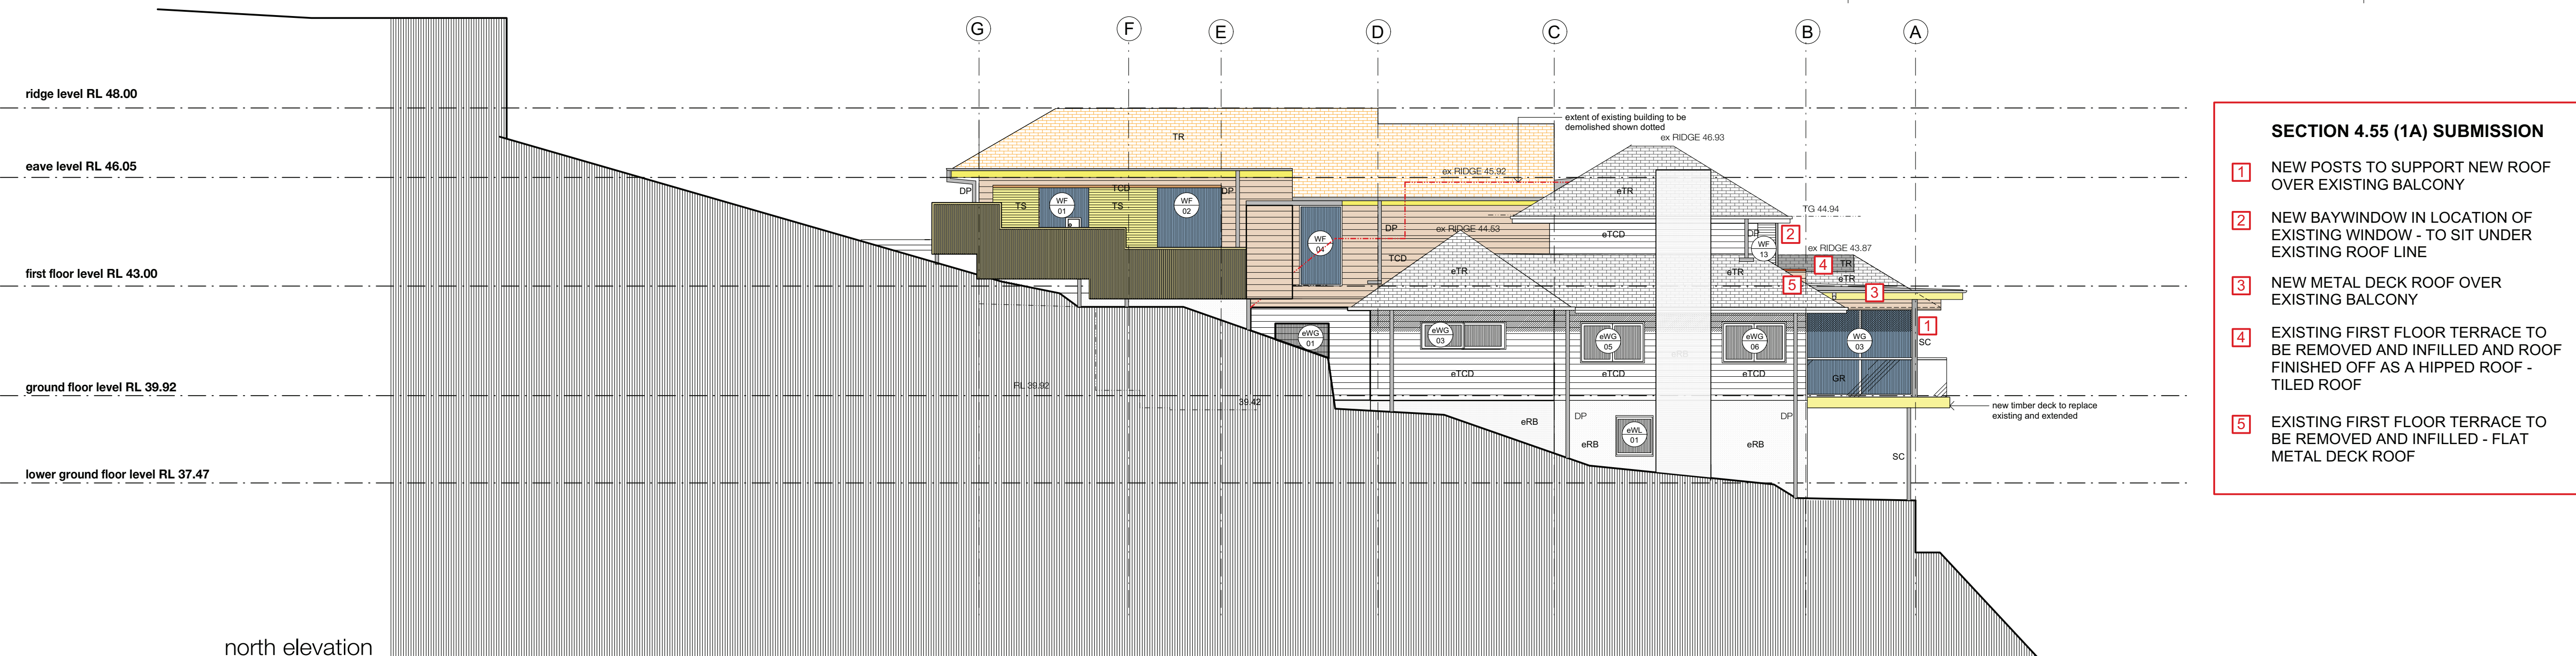 G
F
E
D
C
B
A
ridge level RL 48.00
eave level RL 46.05
first floor level RL 43.00
ground floor level RL 39.92
lower ground floor level RL 37.47
extent of existing building to be
demolished shown dotted
ex RIDGE 46.93
TR
ex RIDGE 45.92
eTR
DP
TCD
DP
TS
WF
01
TS
WF
02
TG 44.94
WF
04
DP
ex RIDGE 44.53
eTCD
DP
2
WF
13
ex RIDGE 43.87
TCD
eTR
eTR
4
TR
eTR
5
3
eWG
01
eWG
03
eWG
05
eWG
06
WG
03
1
SC
eTCD
eTCD
eTCD
GR
RL 39.92
39.42
new timber deck to replace
existing and extended
eRB
DP
DP
eRB
eWL
01
eRB
SC
north elevation
SECTION 4.55 (1A) SUBMISSION
1 NEW POSTS TO SUPPORT NEW ROOF
OVER EXISTING BALCONY
2 NEW BAYWINDOW IN LOCATION OF
EXISTING WINDOW - TO SIT UNDER
EXISTING ROOF LINE
3 NEW METAL DECK ROOF OVER
EXISTING BALCONY
4 EXISTING FIRST FLOOR TERRACE TO
BE REMOVED AND INFILLED AND ROOF
FINISHED OFF AS A HIPPED ROOF -
TILED ROOF
5 EXISTING FIRST FLOOR TERRACE TO
BE REMOVED AND INFILLED - FLAT
METAL DECK ROOF